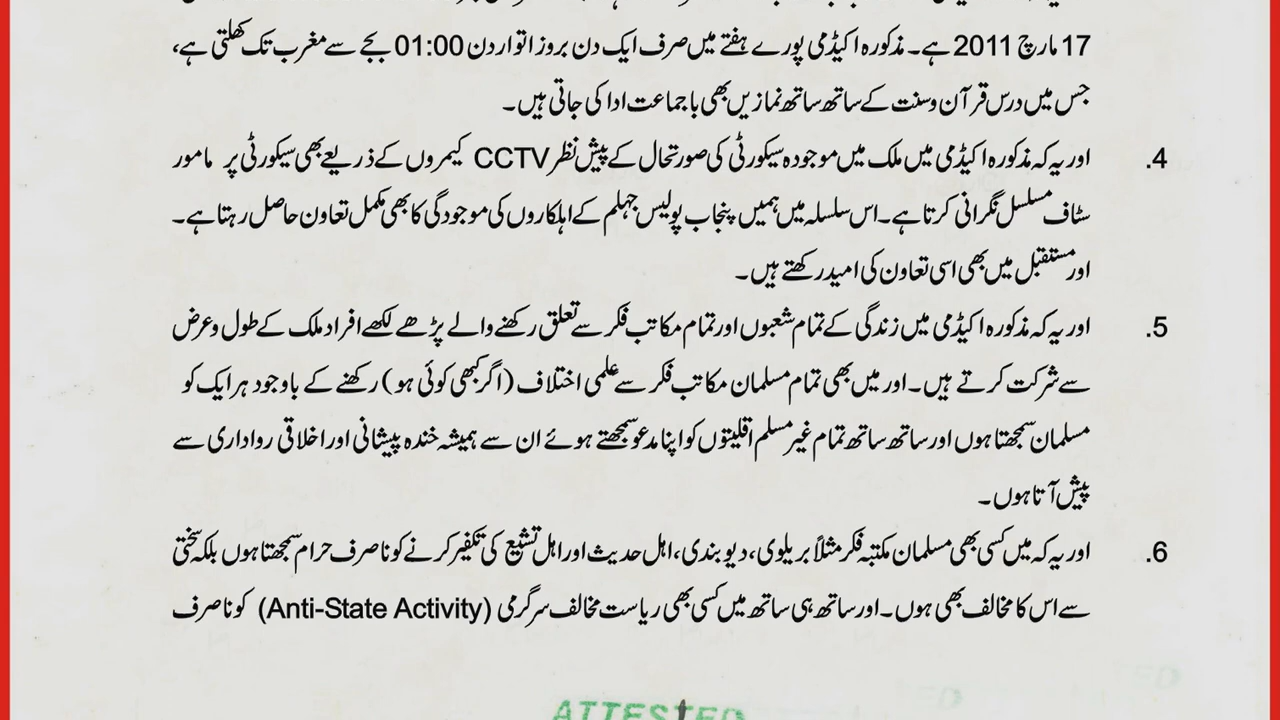 17 مارچ 2011 ہے۔ مذکورہ اکیڈمی پورے ہفتے میں صرف ایک دن بروز اتوار دن 01:00 بجے سے مغرب تک کھلتی ہے،
جس میں درس قرآن وسنت کے ساتھ ساتھ نمازیں بھی با جماعت ادا کی جاتی ہیں۔
4. اور یہ کہ مذکورہ اکیڈمی میں ملک میں موجودہ سیکورٹی کی صورتحال کے پیش نظر CCTV کیمروں کے ذریعے بھی سیکورٹی پر مامور
سٹاف مسلسل نگرانی کرتا ہے۔ اس سلسلہ میں ہمیں پنجاب پولیس جہلم کے اہلکاروں کی موجودگی کا بھی مکمل تعاون حاصل رہتا ہے۔
اور مستقبل میں بھی اسی تعاون کی امید رکھتے ہیں۔
5. اور یہ کہ مذکورہ اکیڈمی میں زندگی کے تمام شعبوں اور تمام مکاتب فکر سے تعلق رکھنے والے پڑھے لکھے افراد ملک کے طول وعرض
سے شرکت کرتے ہیں۔ اور میں بھی تمام مسلمان مکاتب فکر سے علمی اختلاف (اگر کبھی کوئی ہو) رکھنے کے باوجود ہر ایک کو
مسلمان سمجھتا ہوں اور ساتھ ساتھ تمام غیر مسلم اقلیتوں کو اپنا مدعو سمجھتے ہوئے ان سے ہمیشہ خندہ پیشانی اور اخلاقی رواداری سے
پیش آتا ہوں۔
6. اور یہ کہ میں کسی بھی مسلمان مکتبہ فکر مثلاً بریلوی، دیوبندی، اہل حدیث اور اہل تشیع کی تکفیر کرنے کو نا صرف حرام سمجھتا ہوں بلکہ سختی
سے اس کا مخالف بھی ہوں۔ اور ساتھ ہی ساتھ میں کسی بھی ریاست مخالف سرگرمی (Anti-State Activity) کو نا صرف
ATTESTED